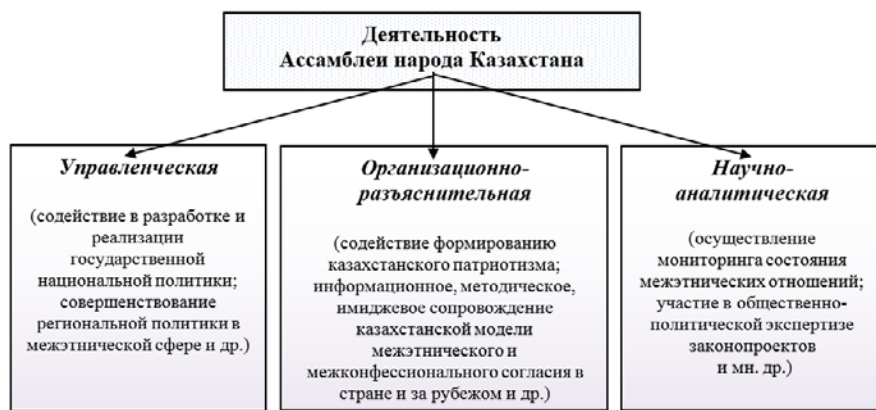 Деятельность
Ассамблеи народа Казахстана
Управленческая
(содействие в разработке и
реализации
государственной
национальной политики;
совершенствование
региональной политики в
межэтнической сфере и др.)
Организационно-
разъяснительная
(содействие формированию
казахстанского патриотизма;
информационное, методическое,
имиджевое сопровождение
казахстанской модели
межэтнического и
межконфессионального согласия в
стране и за рубежом и др.)
Научно-
аналитическая
(осуществление
мониторинга состояния
межэтнических отношений;
участие в общественно-
политической экспертизе
законопроектов
и мн. др.)